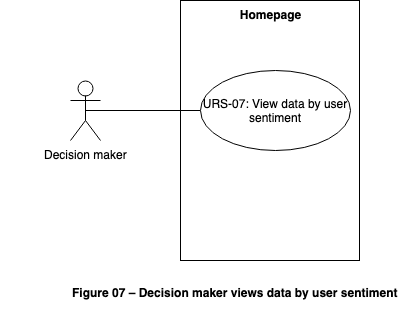 Homepage
URS-07: View data by user
sentiment
Decision maker
Figure 07 – Decision maker views data by user sentiment